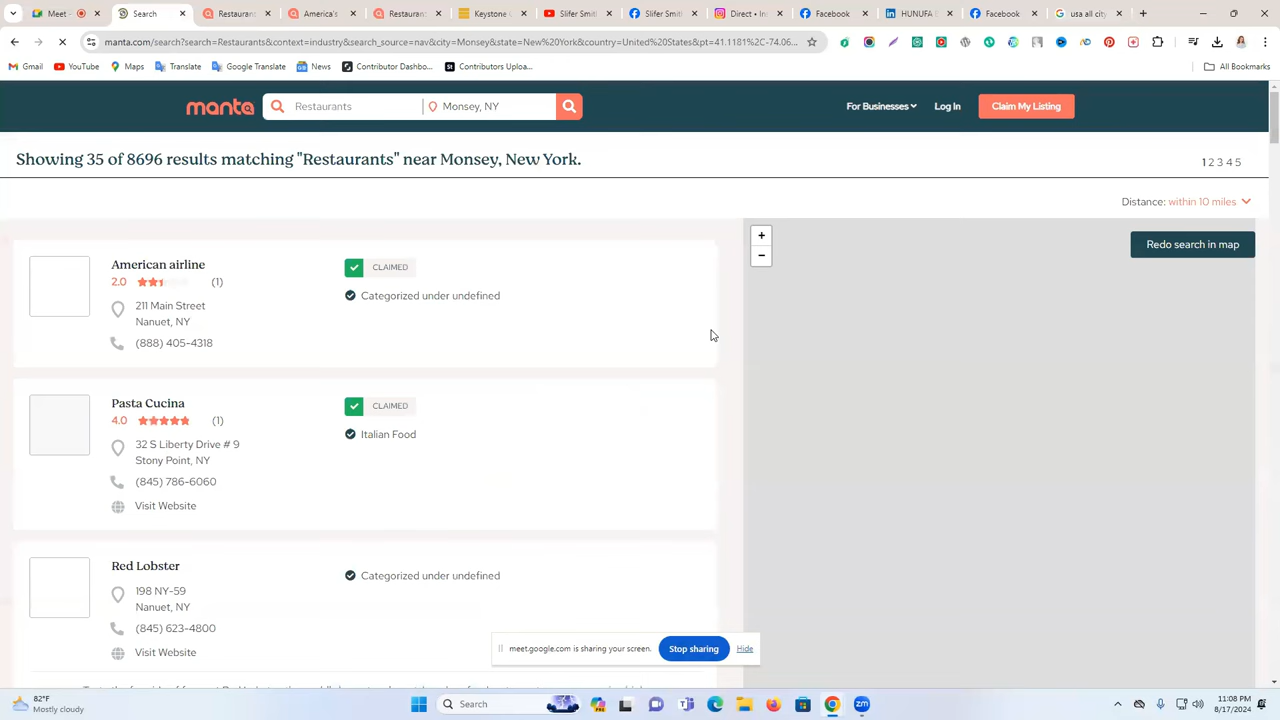 Meet
Search
Restaurant
America's
Restaurant
Keystone
Slifer Smit
Slifer Smit
Direct • Ins
Facebook
HUNUFA
Facebook
usa all city
manta.com/search?search=Restaurants&context=industry&search_source=nav&city=Monsey&state=New%20York&country=United%20States&pt=41.1181%2C-74.06...
Gmail
YouTube
Maps
Translate
Google Translate
News
Contributor Dashbo...
Contributors Uploa...
All Bookmarks
manta
Restaurants
Monsey, NY
For Businesses
Log In
Claim My Listing
Showing 35 of 8696 results matching "Restaurants" near Monsey, New York.
1 2 3 4 5
Distance: within 10 miles
+
−
Redo search in map
American airline
CLAIMED
2.0 (1)
Categorized under undefined
211 Main Street
Nanuet, NY
(888) 405-4318
Pasta Cucina
CLAIMED
4.0 (1)
Italian Food
32 S Liberty Drive # 9
Stony Point, NY
(845) 786-6060
Visit Website
Red Lobster
Categorized under undefined
198 NY-59
Nanuet, NY
(845) 623-4800
Visit Website
meet.google.com is sharing your screen.
Stop sharing
Hide
82°F
Mostly cloudy
Search
11:08 PM
8/17/2024